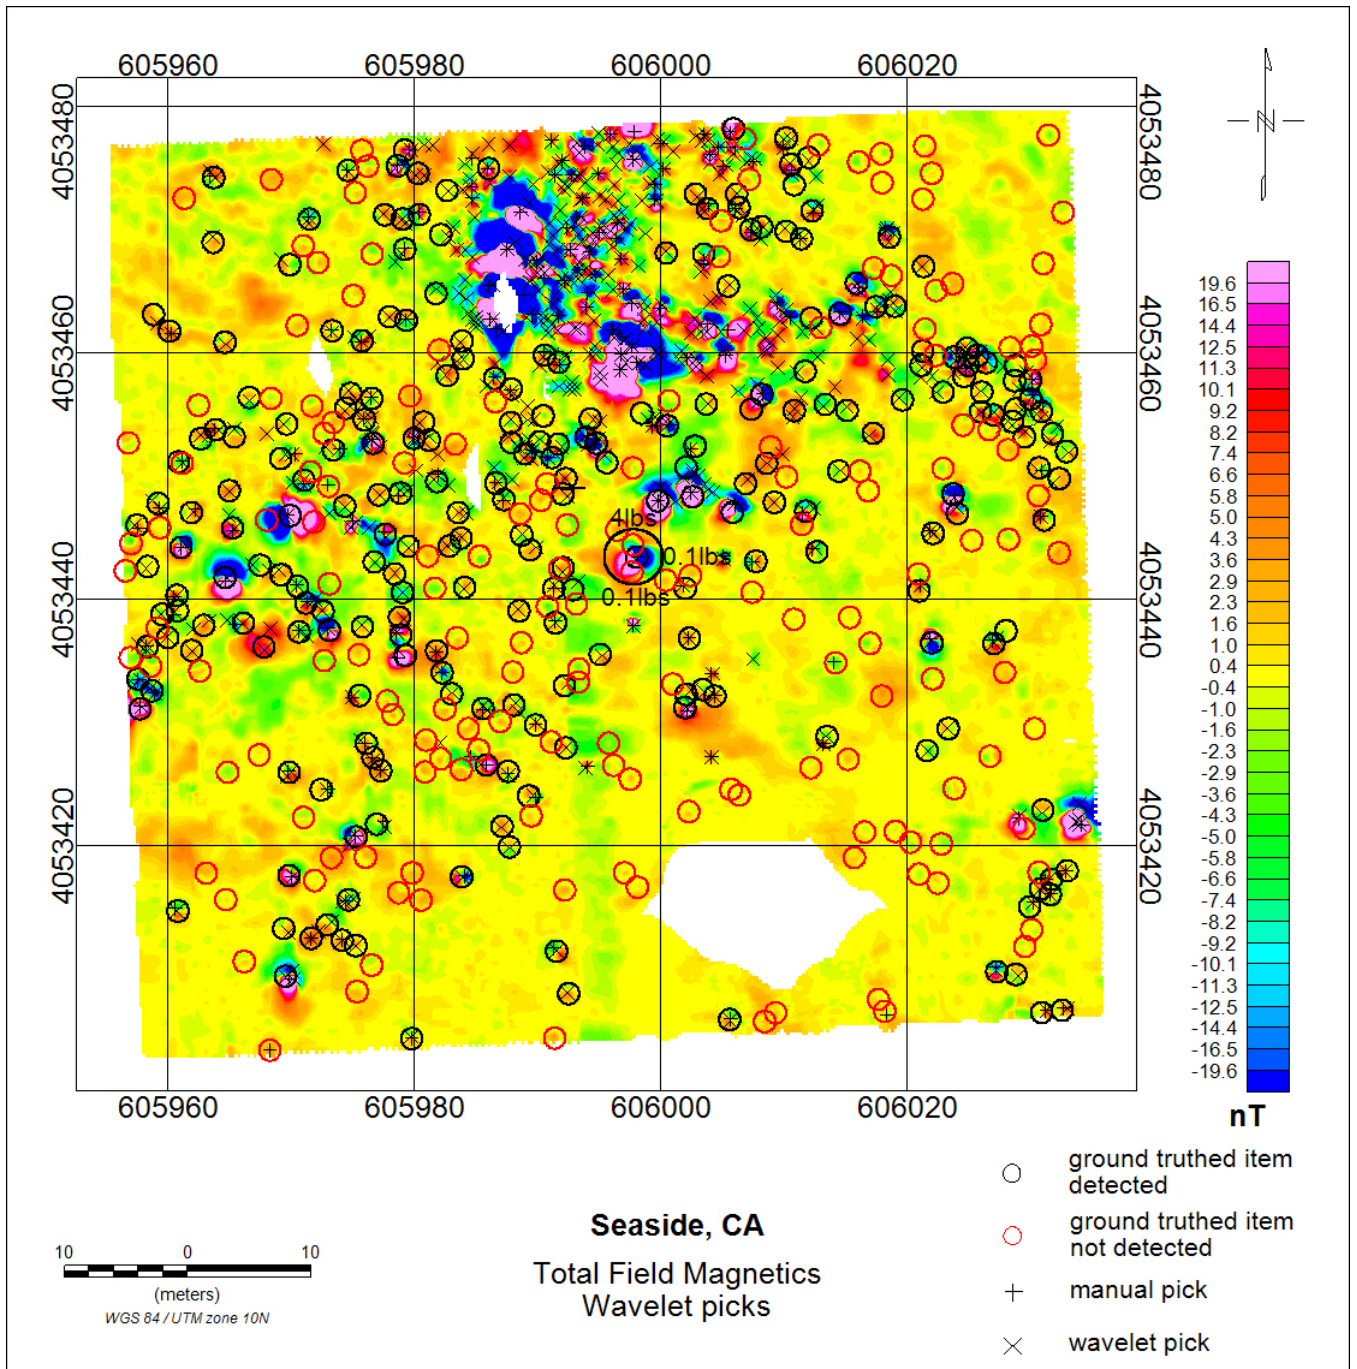 605960 605980 606000 606020
4053480 4053480
N
4053460 4053460
19.6
16.5
14.4
12.5
11.3
10.1
9.2
8.2
7.4
6.6
5.8
5.0
4.3
3.6
2.9
2.3
1.6
1.0
0.4
-0.4
-1.0
-1.6
-2.3
-2.9
-3.6
-4.3
-5.0
-5.8
-6.6
-7.4
-8.2
-9.2
-10.1
-11.3
-12.5
-14.4
-16.5
-19.6
nT
4lbs
0.1lbs
0.1lbs
4053440 4053440
4053420 4053420
605960 605980 606000 606020
ground truthed item
detected
ground truthed item
not detected
manual pick
wavelet pick
Seaside, CA
Total Field Magnetics
Wavelet picks
10 0 10
(meters)
WGS 84 / UTM zone 10N